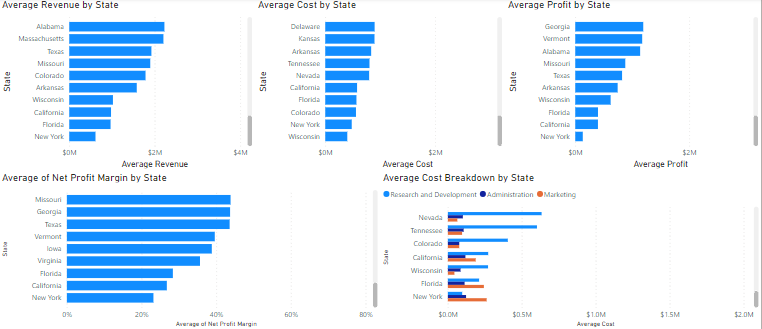 Average Revenue by State
State
Alabama
Massachusetts
Texas
Missouri
Colorado
Arkansas
Wisconsin
California
Florida
New York
$0M $2M $4M
Average Revenue
Average Cost by State
State
Delaware
Kansas
Arkansas
Tennessee
Nevada
California
Florida
Colorado
New York
Wisconsin
$0M $2M
Average Cost
Average Profit by State
State
Georgia
Vermont
Alabama
Missouri
Texas
Arkansas
Wisconsin
Florida
California
New York
$0M $2M
Average Profit
Average of Net Profit Margin by State
State
Missouri
Georgia
Texas
Vermont
Iowa
Virginia
Florida
California
New York
0% 20% 40% 60% 80%
Average of Net Profit Margin
Average Cost Breakdown by State
Research and Development Administration Marketing
State
Nevada
Tennessee
Colorado
California
Wisconsin
Florida
New York
$0.0M $0.5M $1.0M $1.5M $2.0M
Average Cost